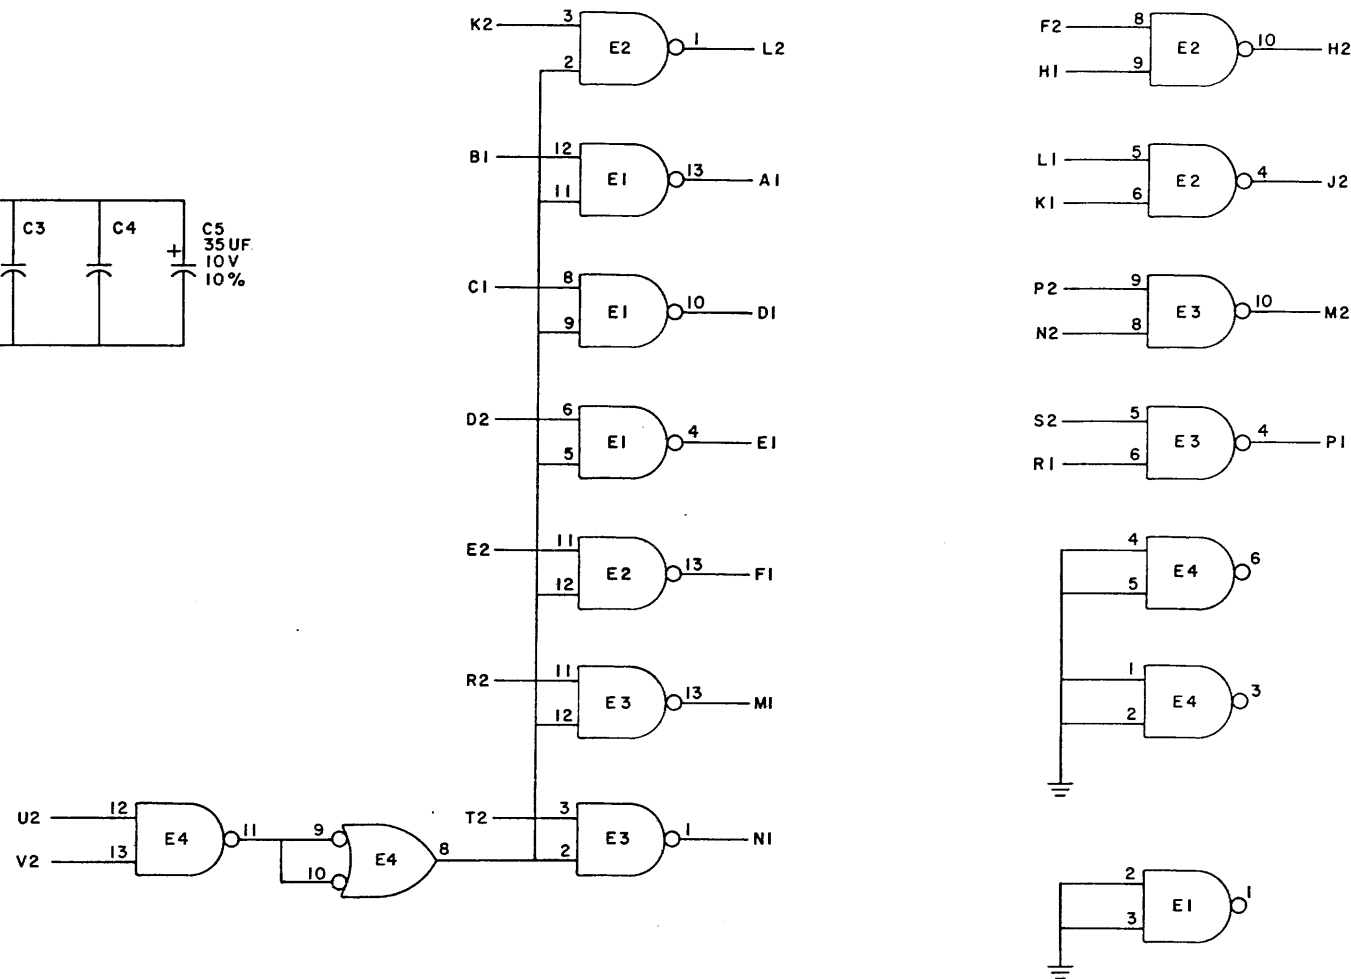 K2 3 E2 1 L2
2
B1 12 E1 13 A1
11
C1 8 E1 10 D1
9
D2 6 E1 4 E1
5
E2 11 E2 13 F1
12
R2 11 E3 13 M1
12
T2 3 E3 1 N1
2
C3 C4 C5
+ 35UF
10V
10%
U2 12 E4 11 9 E4 8
V2 13 10
F2 8 E2 10 H2
H1 9
L1 5 E2 4 J2
K1 6
P2 9 E3 10 M2
N2 8
S2 5 E3 4 P1
R1 6
4 E4 6
5
1 E4 3
2
2 E1 1
3